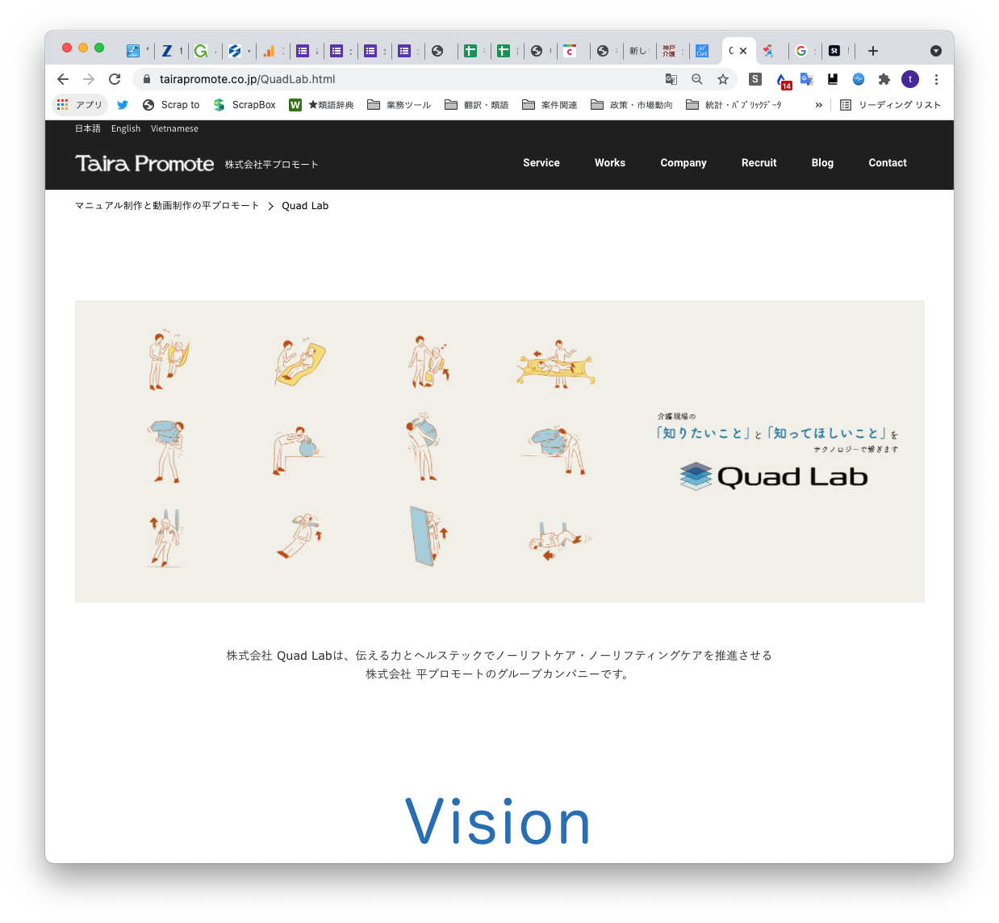 新し
神戸
介護
Ciel
tairapromote.co.jp/QuadLab.html
14
t
アプリ
Scrap to
ScrapBox
★類語辞典
業務ツール
翻訳・類語
案件関連
政策・市場動向
統計・ﾊﾟﾌﾞﾘｯｸﾃﾞｰﾀ
»
リーディング リスト
日本語 English Vietnamese
Taira Promote 株式会社平プロモート
Service Works Company Recruit Blog Contact
マニュアル制作と動画制作の平プロモート > Quad Lab
介護現場の
「知りたいこと」と「知ってほしいこと」を
テクノロジーで繋ぎます
Quad Lab
株式会社 Quad Labは、伝える力とヘルステックでノーリフトケア・ノーリフティングケアを推進させる
株式会社 平プロモートのグループカンパニーです。
Vision